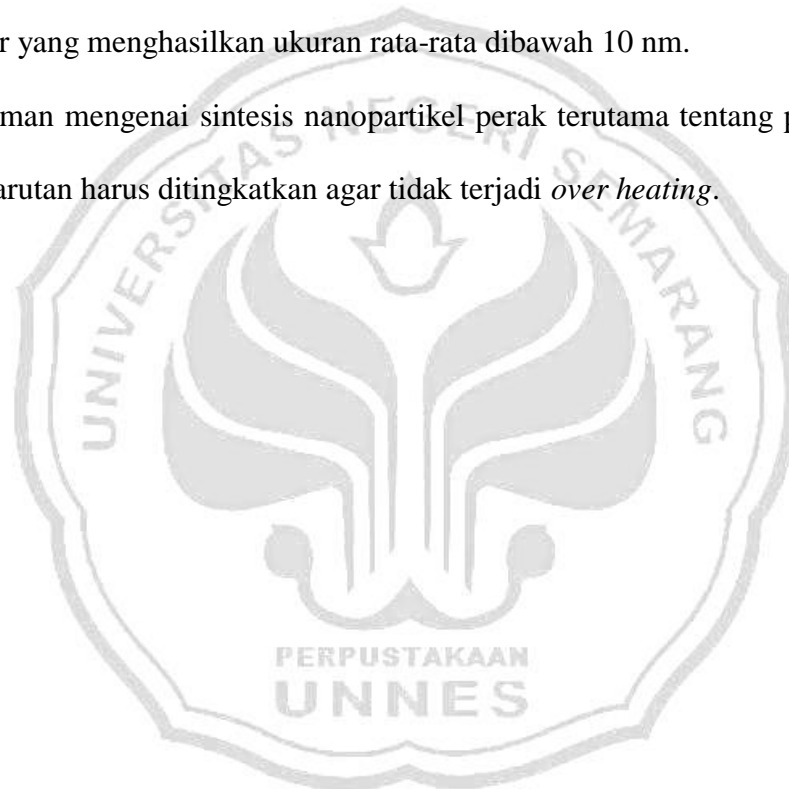 r yang menghasilkan ukuran rata-rata dibawah 10 nm.
man mengenai sintesis nanopartikel perak terutama tentang p
arutan harus ditingkatkan agar tidak terjadi over heating.
UNIVERSITAS NEGERI SEMARANG
PERPUSTAKAAN
UNNES